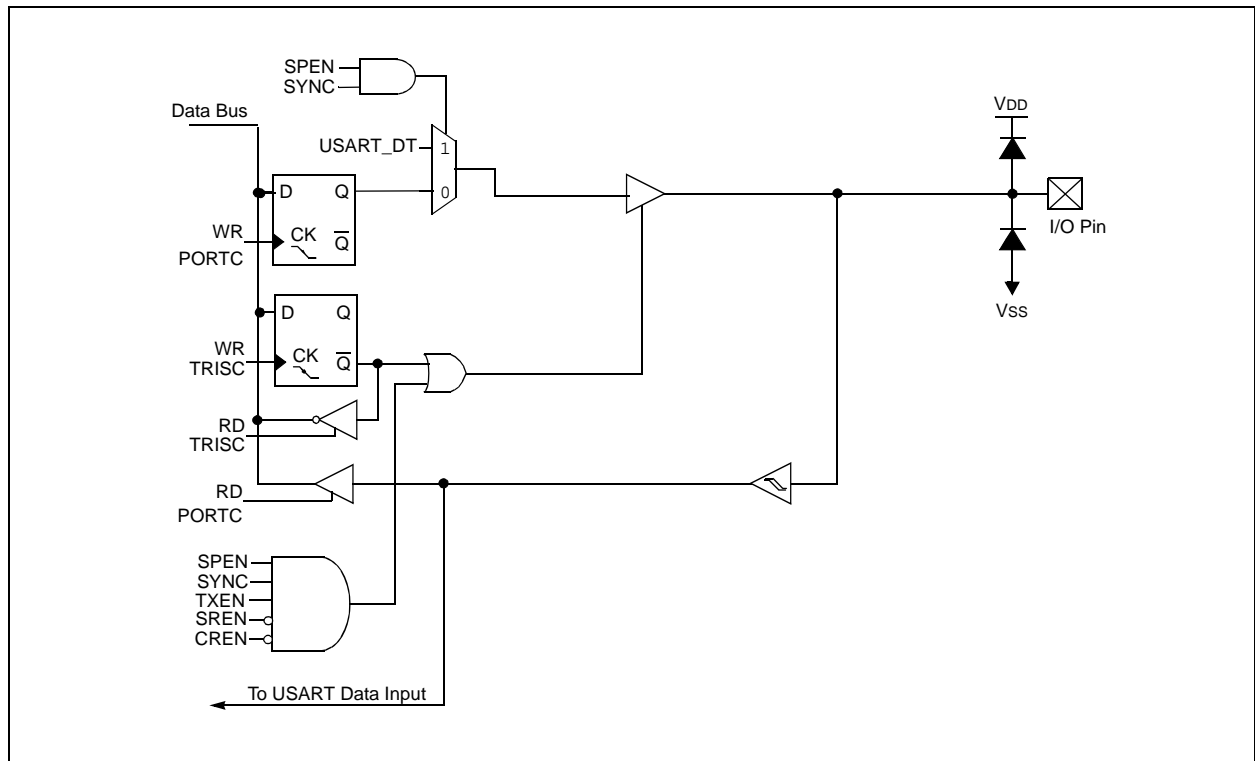 SPEN
SYNC
Data Bus
VDD
USART_DT
1
D
Q
0
WR
PORTC
CK
Q
I/O Pin
VSS
D
Q
WR
TRISC
CK
Q
RD
TRISC
RD
PORTC
SPEN
SYNC
TXEN
SREN
CREN
To USART Data Input